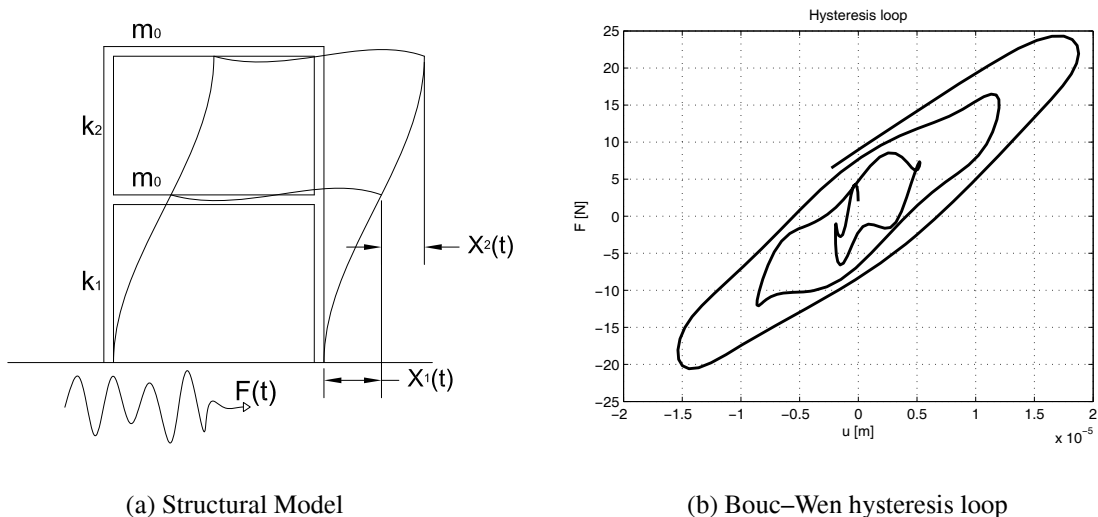 m₀
k₂
m₀
X₂(t)
k₁
X₁(t)
F(t)
(a) Structural Model
Hysteresis loop
25
20
15
10
5
0
−5
−10
−15
−20
−25
F [N]
−2
−1.5
−1
−0.5
0
0.5
1
1.5
2
u [m]
x 10⁻⁵
(b) Bouc–Wen hysteresis loop